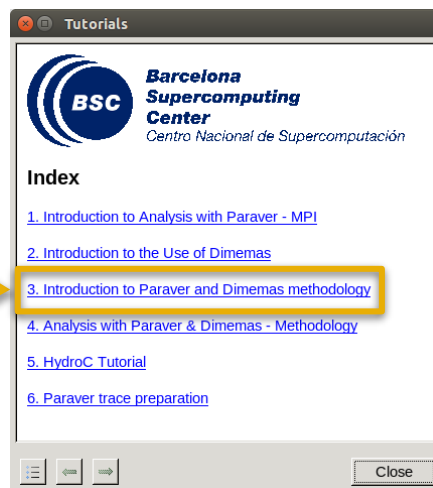 Tutorials
BSC
Barcelona
Supercomputing
Center
Centro Nacional de Supercomputación
Index
1. Introduction to Analysis with Paraver - MPI
2. Introduction to the Use of Dimemas
3. Introduction to Paraver and Dimemas methodology
4. Analysis with Paraver & Dimemas - Methodology
5. HydroC Tutorial
6. Paraver trace preparation
Close